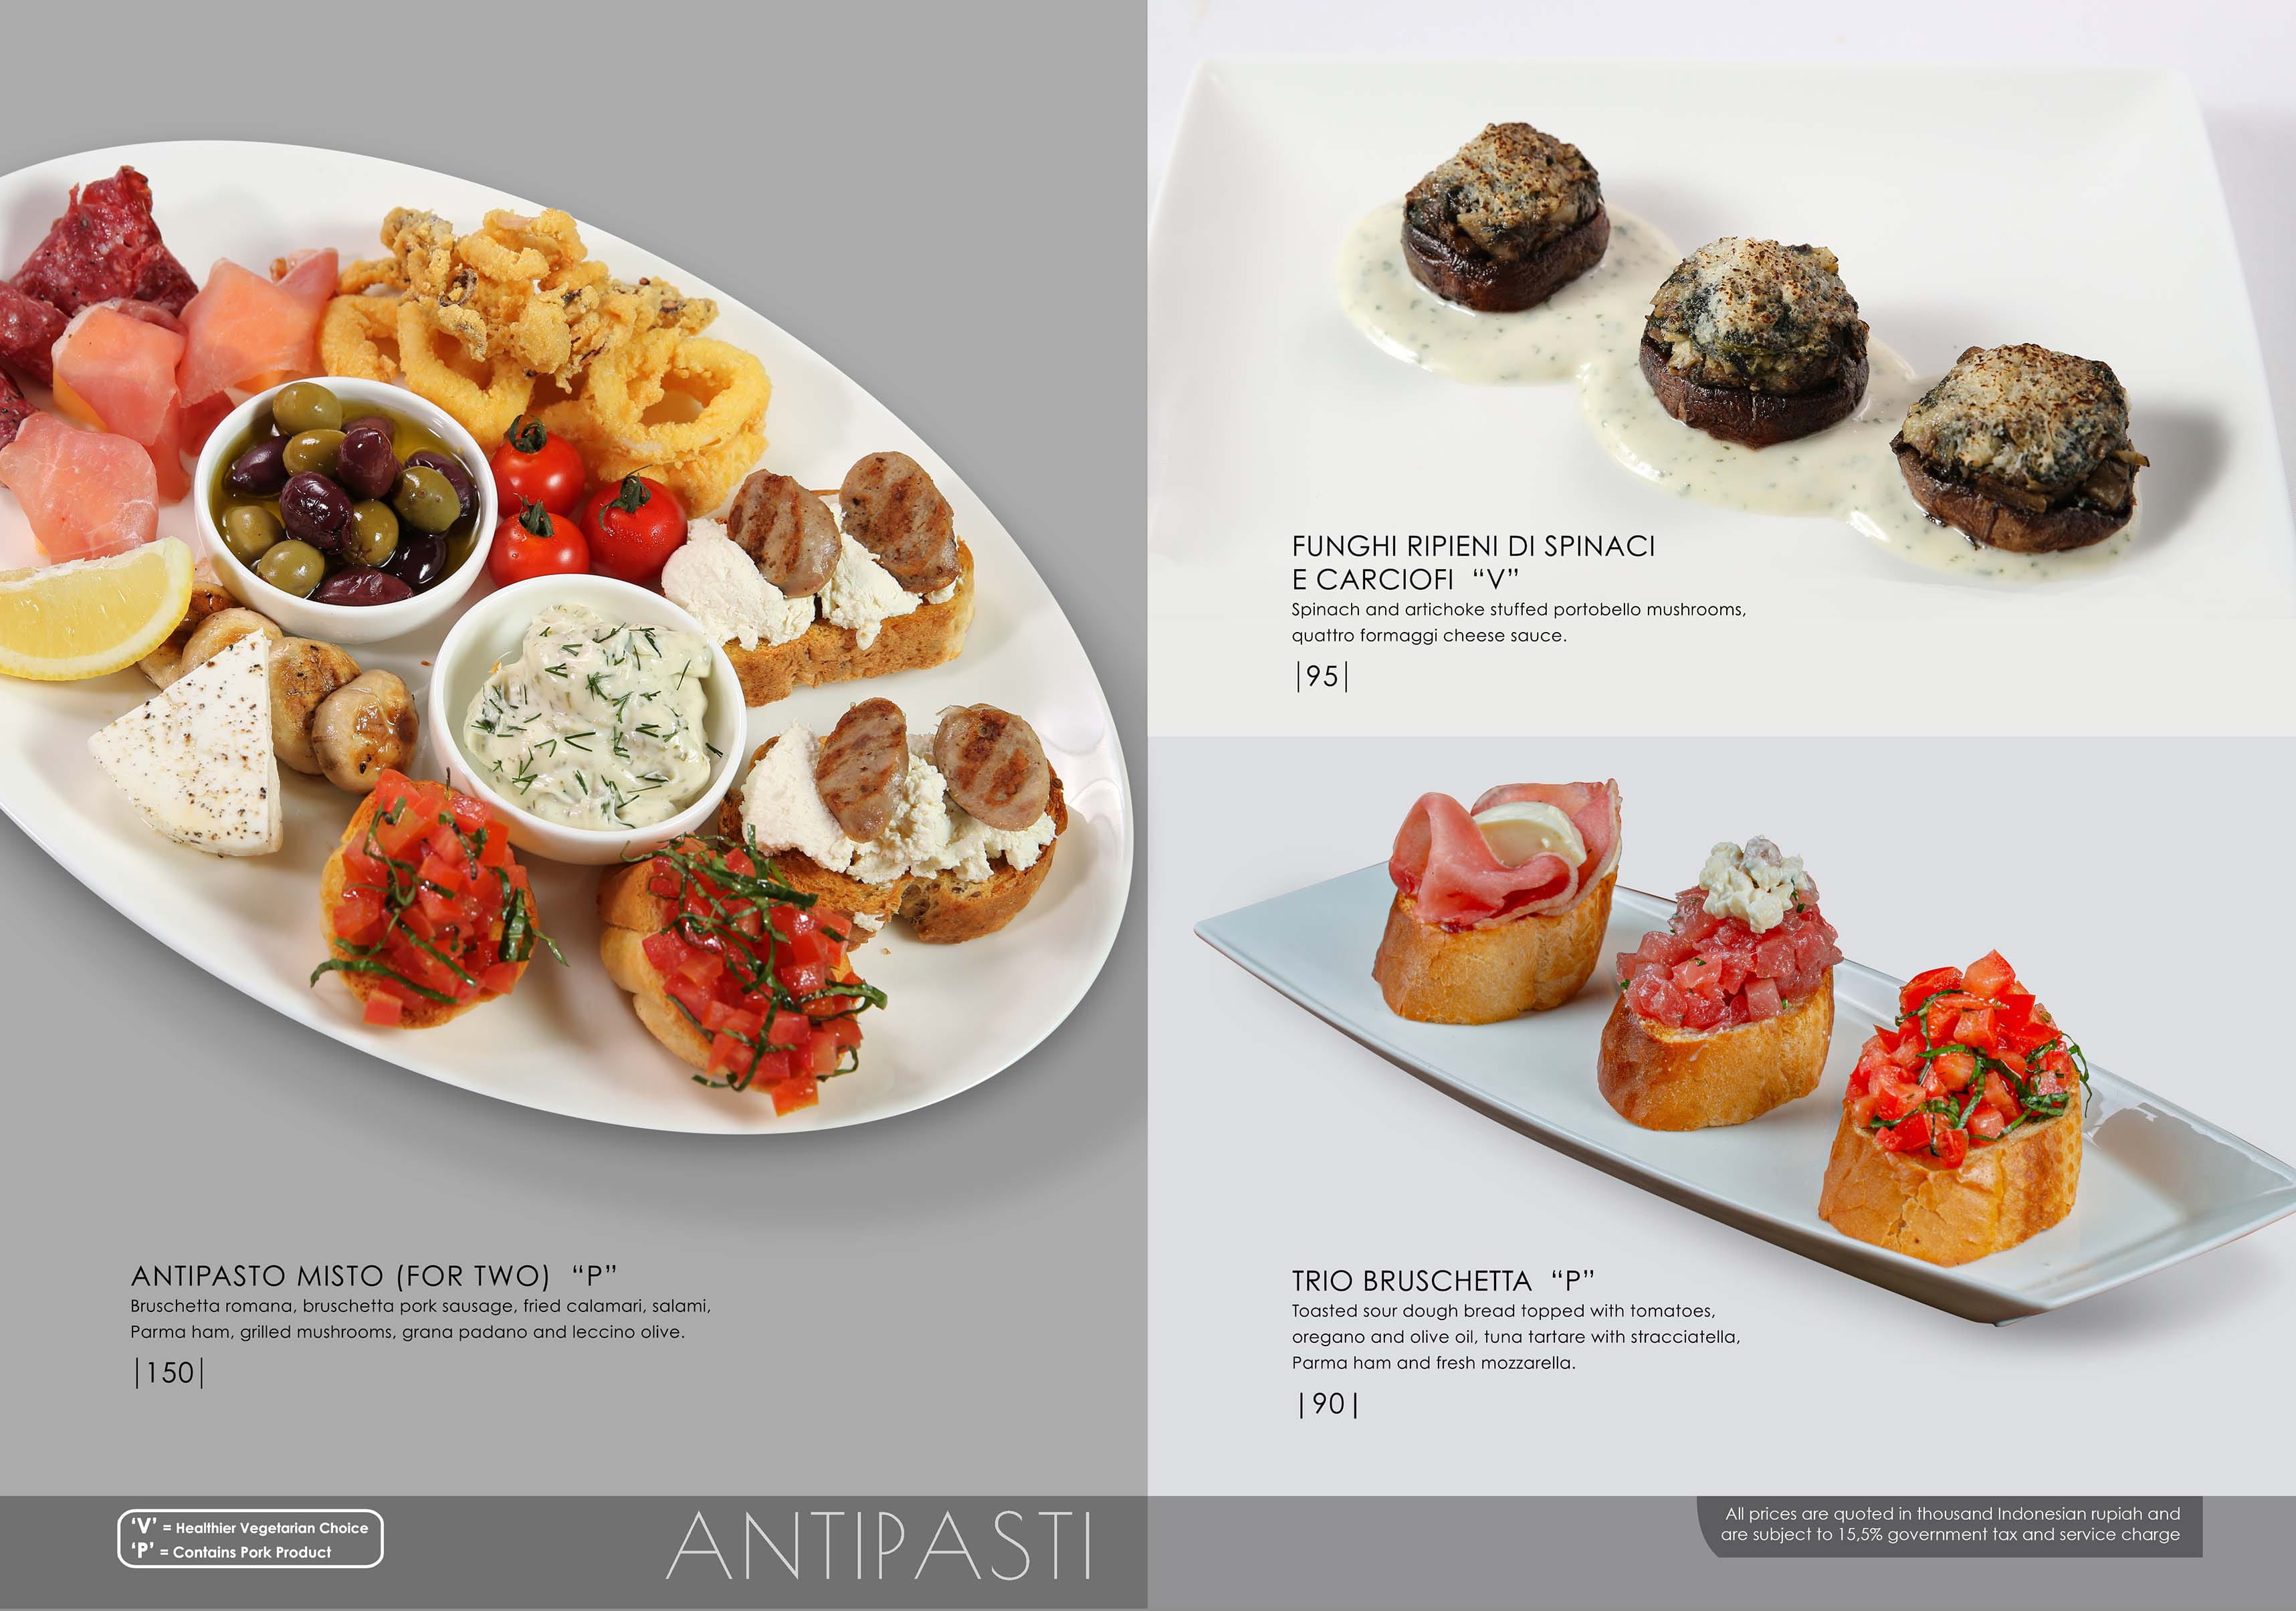 FUNGHI RIPIENI DI SPINACI
E CARCIOFI “V”
Spinach and artichoke stuffed portobello mushrooms,
quattro formaggi cheese sauce.
|95|
ANTIPASTO MISTO (FOR TWO) “P”
Bruschetta romana, bruschetta pork sausage, fried calamari, salami,
Parma ham, grilled mushrooms, grana padano and leccino olive.
|150|
TRIO BRUSCHETTA “P”
Toasted sour dough bread topped with tomatoes,
oregano and olive oil, tuna tartare with stracciatella,
Parma ham and fresh mozzarella.
|90|
‘V’ = Healthier Vegetarian Choice
‘P’ = Contains Pork Product
ANTIPASTI
All prices are quoted in thousand Indonesian rupiah and
are subject to 15,5% government tax and service charge